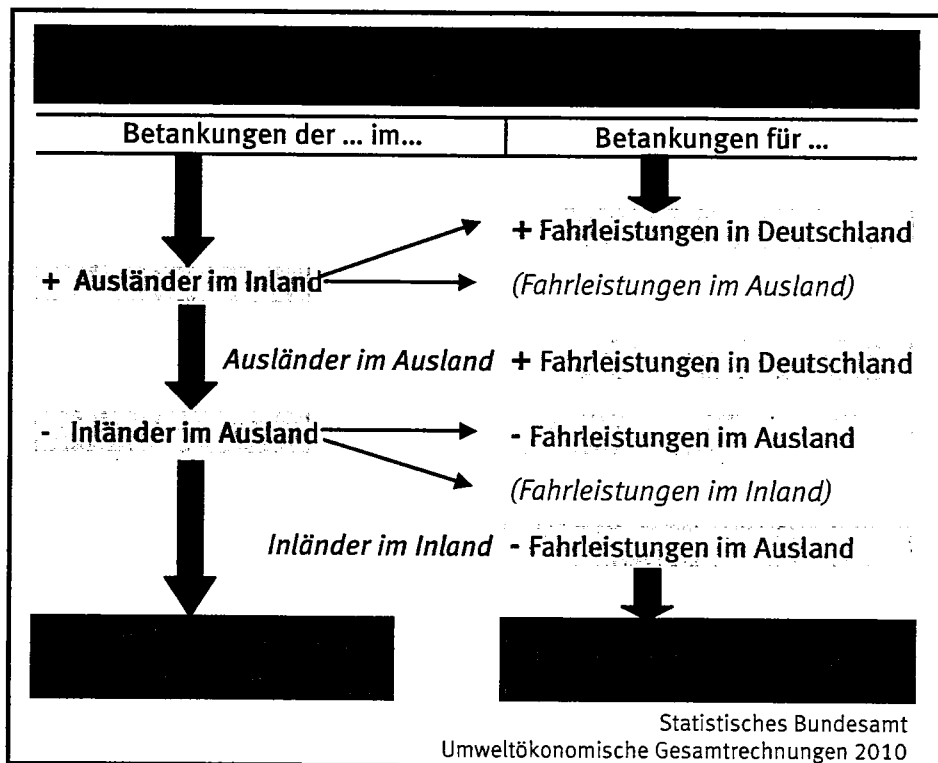 Betankungen der ... im...
Betankungen für ...
+ Fahrleistungen in Deutschland
+ Ausländer im Inland
(Fahrleistungen im Ausland)
Ausländer im Ausland + Fahrleistungen in Deutschland
- Inländer im Ausland
- Fahrleistungen im Ausland
(Fahrleistungen im Inland)
Inländer im Inland - Fahrleistungen im Ausland
Statistisches Bundesamt
Umweltökonomische Gesamtrechnungen 2010